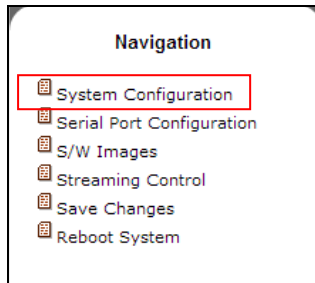 Navigation
System Configuration
Serial Port Configuration
S/W Images
Streaming Control
Save Changes
Reboot System